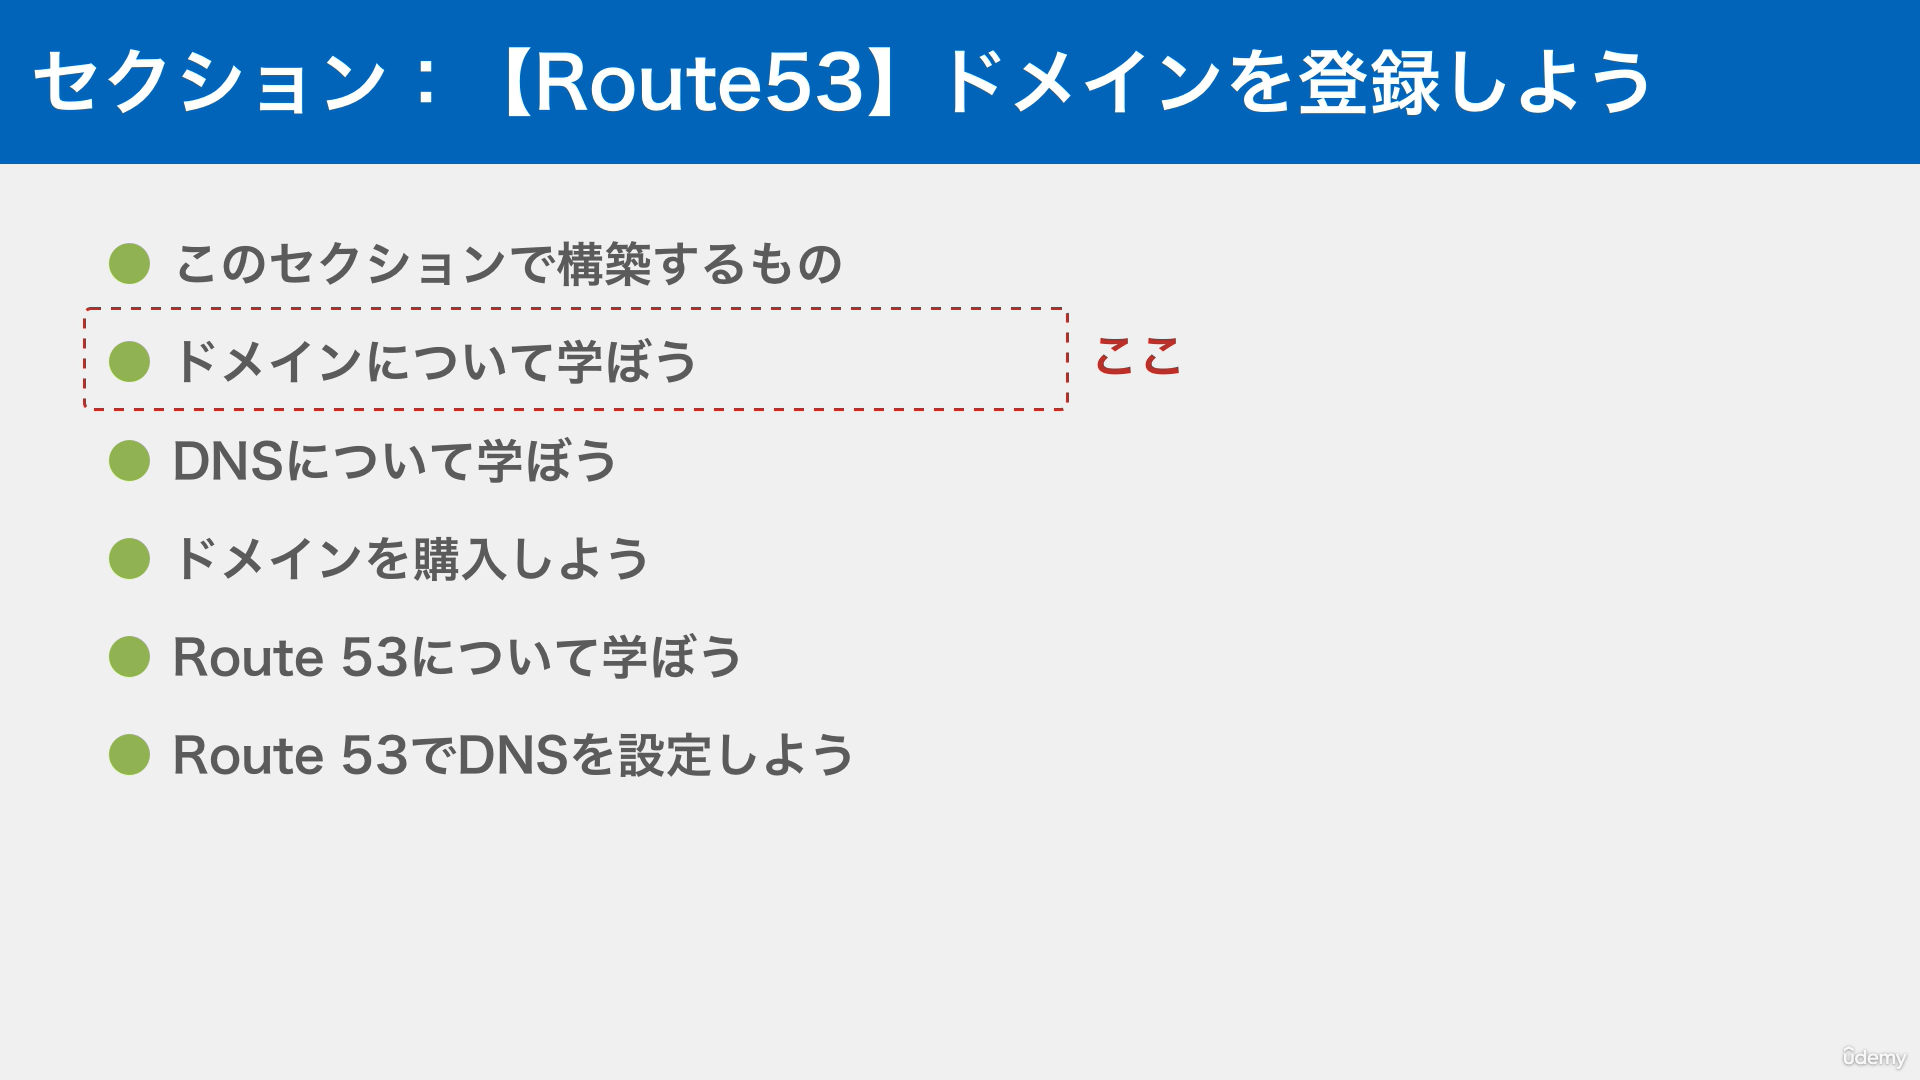 セクション：【Route53】ドメインを登録しよう
このセクションで構築するもの
ドメインについて学ぼう
ここ
DNSについて学ぼう
ドメインを購入しよう
Route 53について学ぼう
Route 53でDNSを設定しよう
ûdemy